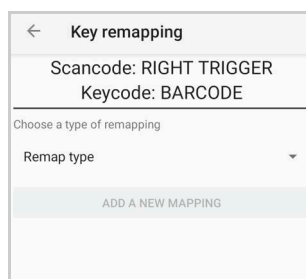 Key remapping
Scancode: RIGHT TRIGGER
Keycode: BARCODE
Choose a type of remapping
Remap type
ADD A NEW MAPPING